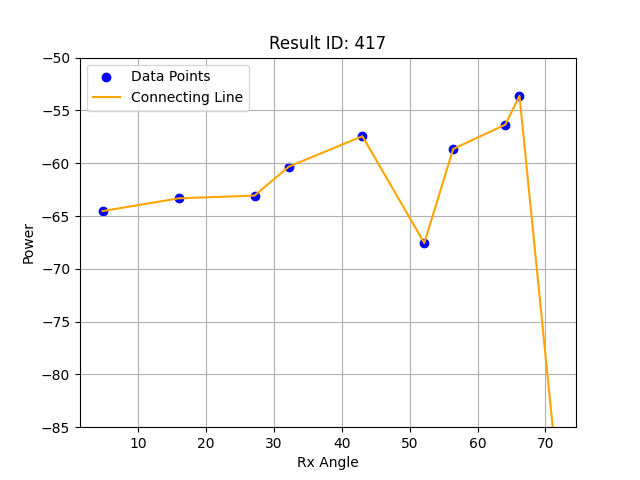 Result ID: 417
−50
Data Points
Connecting Line
−55
−60
−65
−70
−75
−80
−85
Power
10 20 30 40 50 60 70
Rx Angle